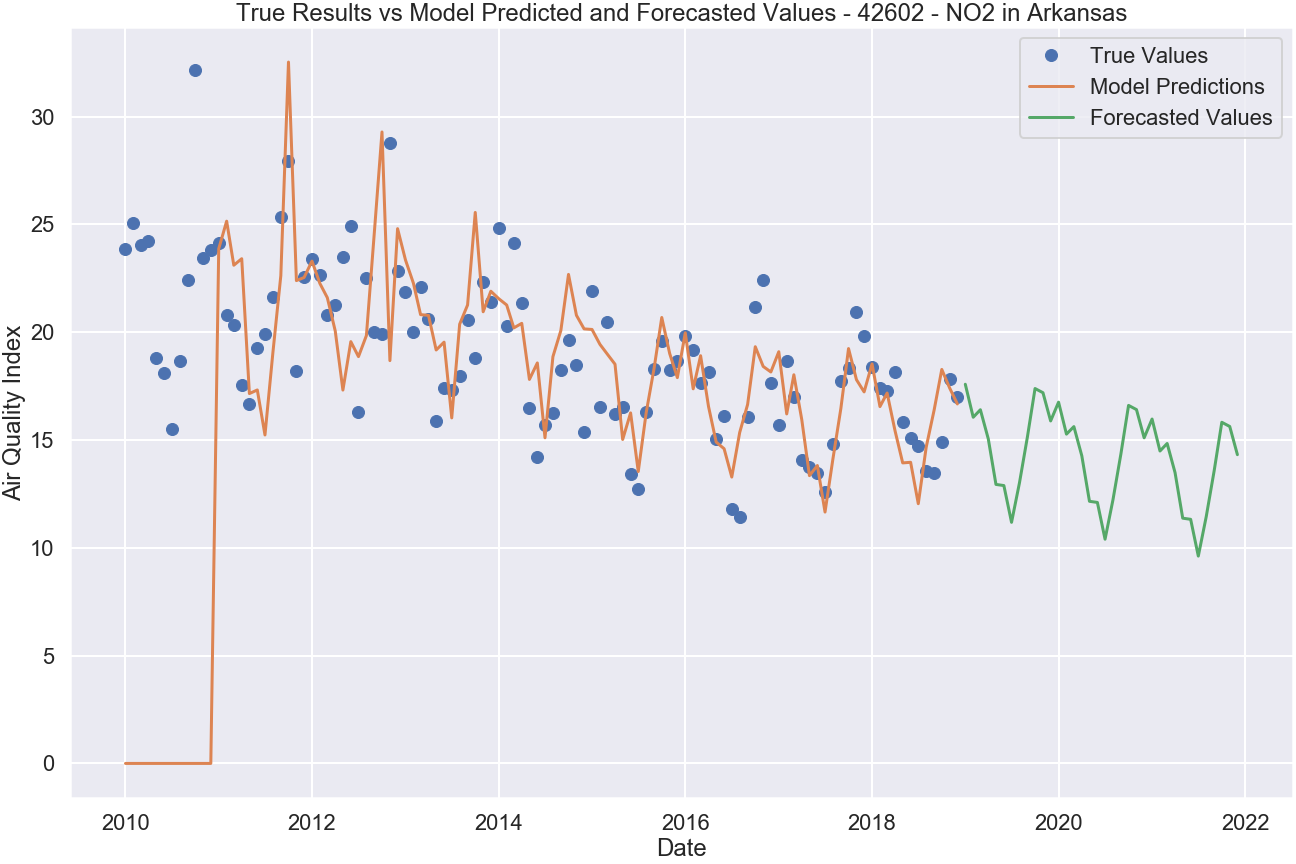 True Results vs Model Predicted and Forecasted Values - 42602 - NO2 in Arkansas
True Values
Model Predictions
Forecasted Values
Air Quality Index
30
25
20
15
10
5
0
2010 2012 2014 2016 2018 2020 2022
Date